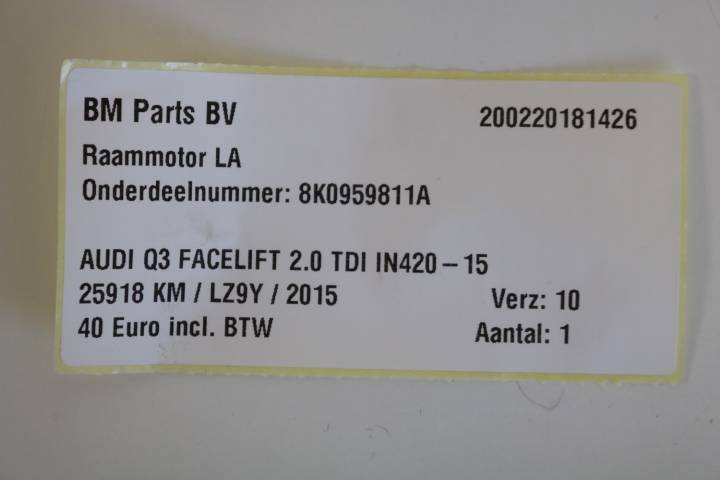 BM Parts BV 200220181426
Raammotor LA
Onderdeelnummer: 8K0959811A
AUDI Q3 FACELIFT 2.0 TDI IN420-15
25918 KM / LZ9Y / 2015 Verz: 10
40 Euro incl. BTW Aantal: 1